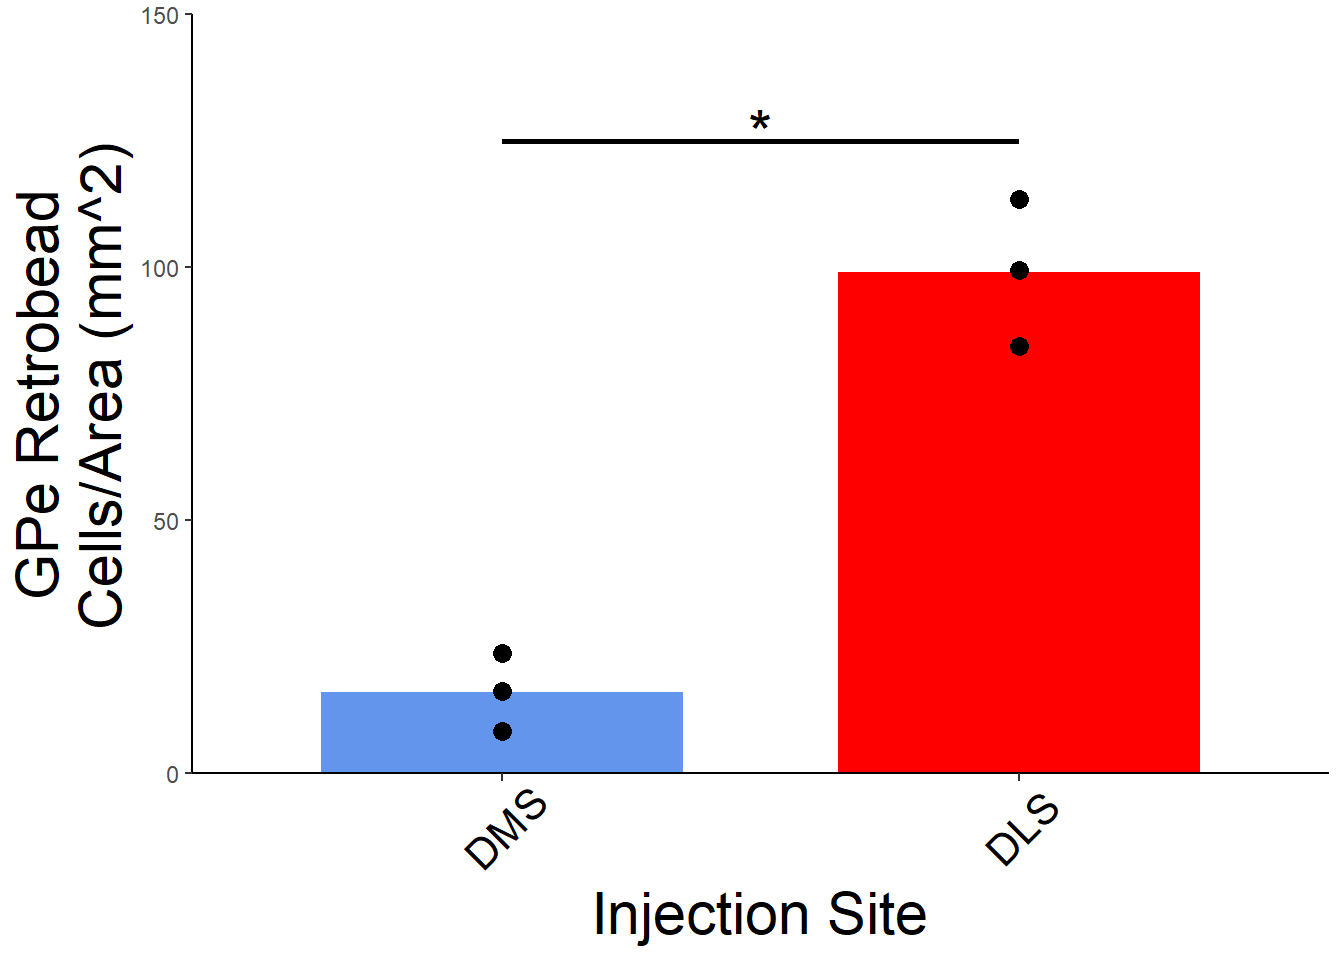 GPe Retrobead
Cells/Area (mm^2)
150
100
50
0
*
DMS
DLS
Injection Site